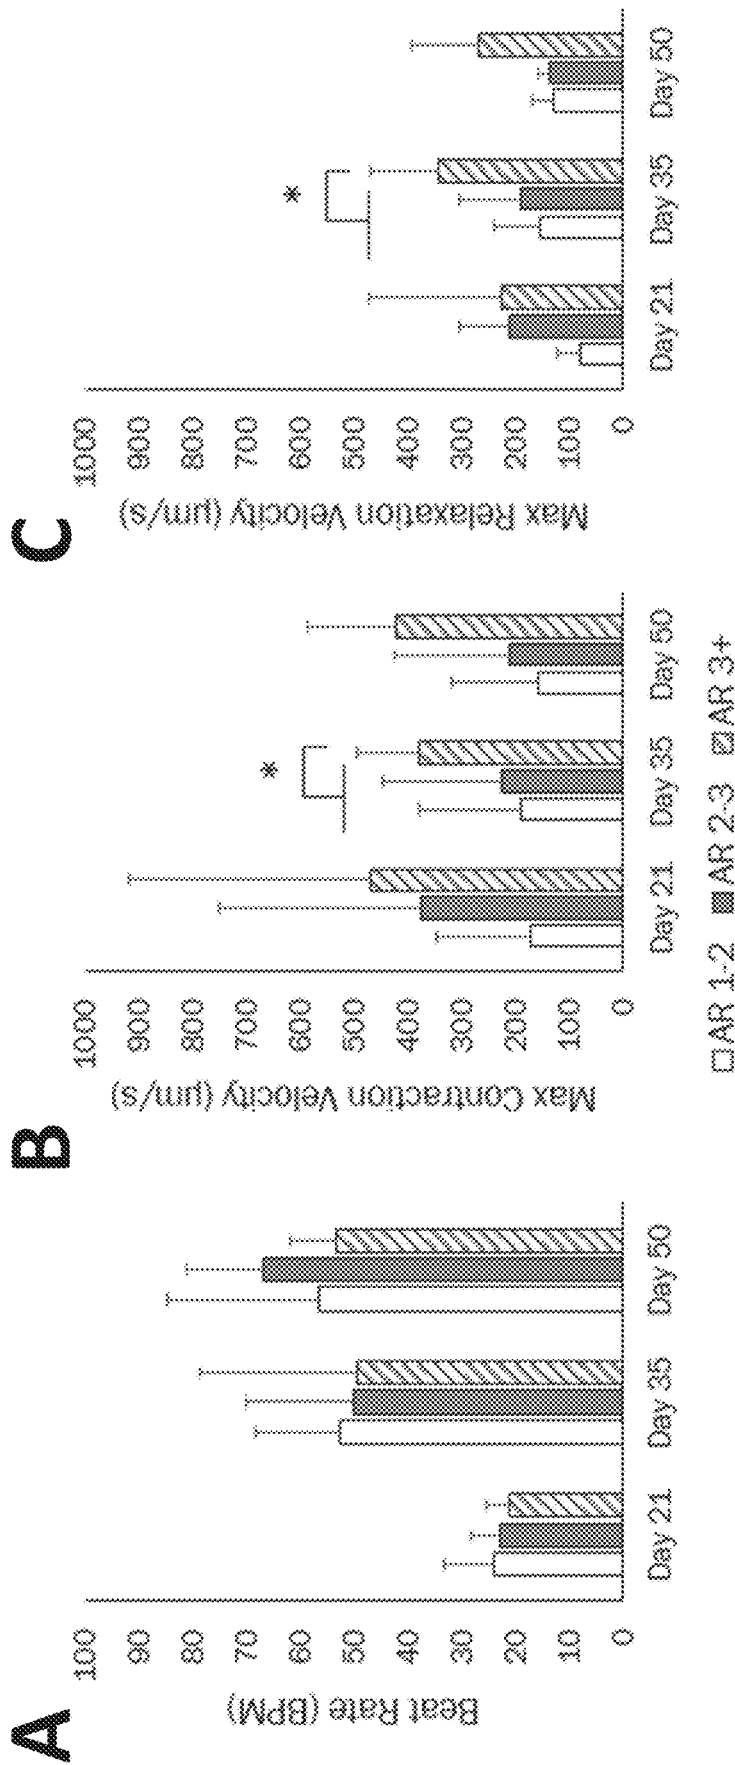 A
Beat Rate (BPM)
100
90
80
70
60
50
40
30
20
10
0
Day 21
Day 35
Day 50
B
Max Contraction Velocity (μm/s)
1000
900
800
700
600
500
400
300
200
100
0
Day 21
*
Day 35
Day 50
C
Max Relaxation Velocity (μm/s)
1000
900
800
700
600
500
400
300
200
100
0
Day 21
*
Day 35
Day 50
AR 1-2 AR 2-3 AR 3+